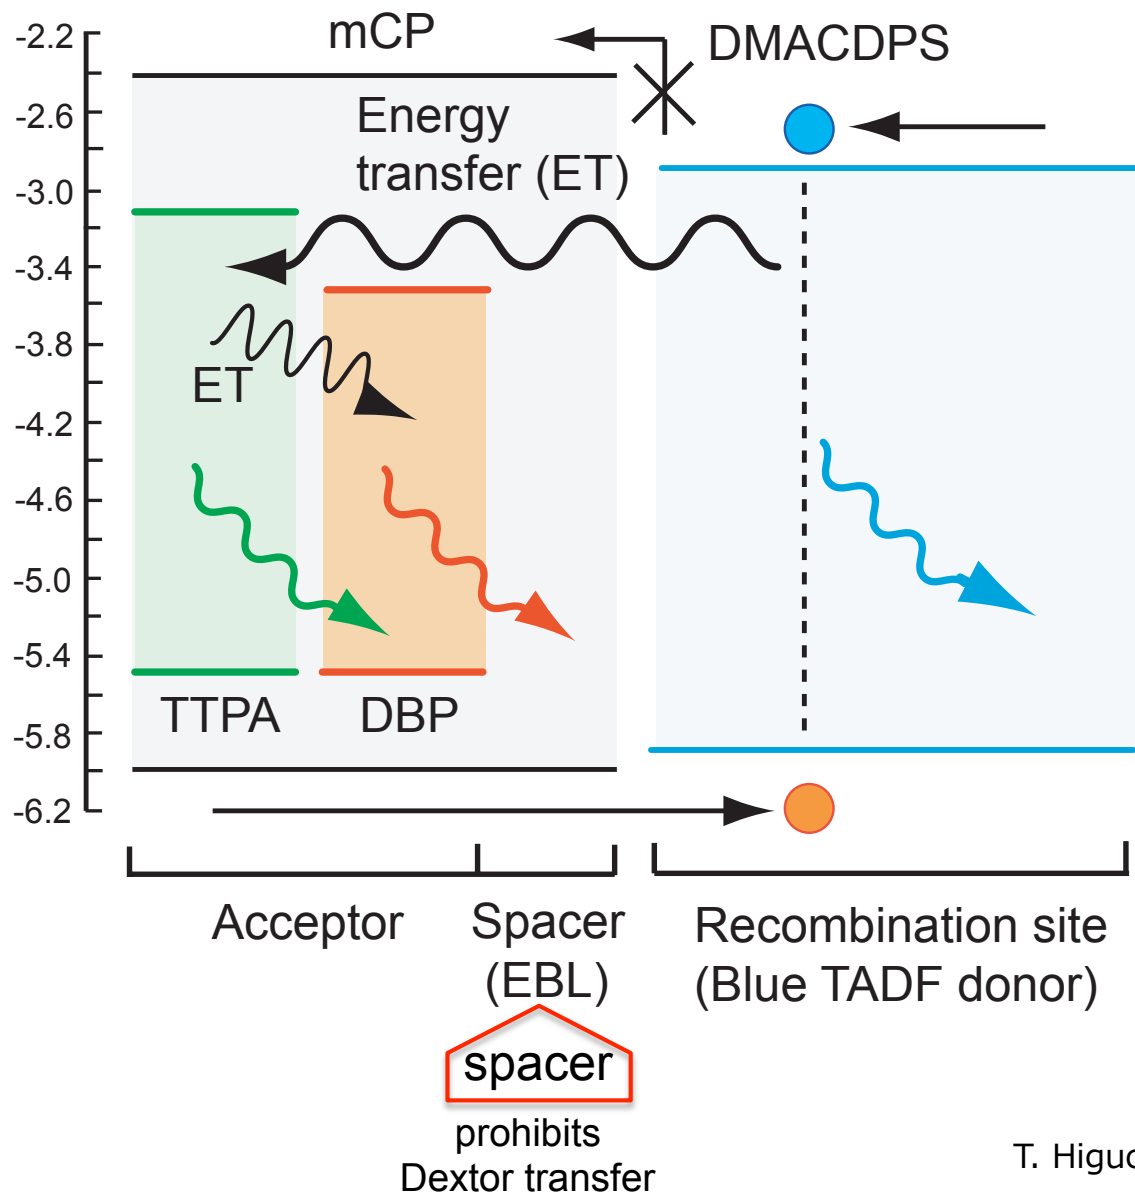 mCP
DMACDPS
-2.2
-2.6
-3.0
-3.4
-3.8
-4.2
-4.6
-5.0
-5.4
-5.8
-6.2
Energy
transfer (ET)
ET
TTPA
DBP
Acceptor
Spacer
(EBL)
Recombination site
(Blue TADF donor)
spacer
prohibits
Dextor transfer
T. Higuc